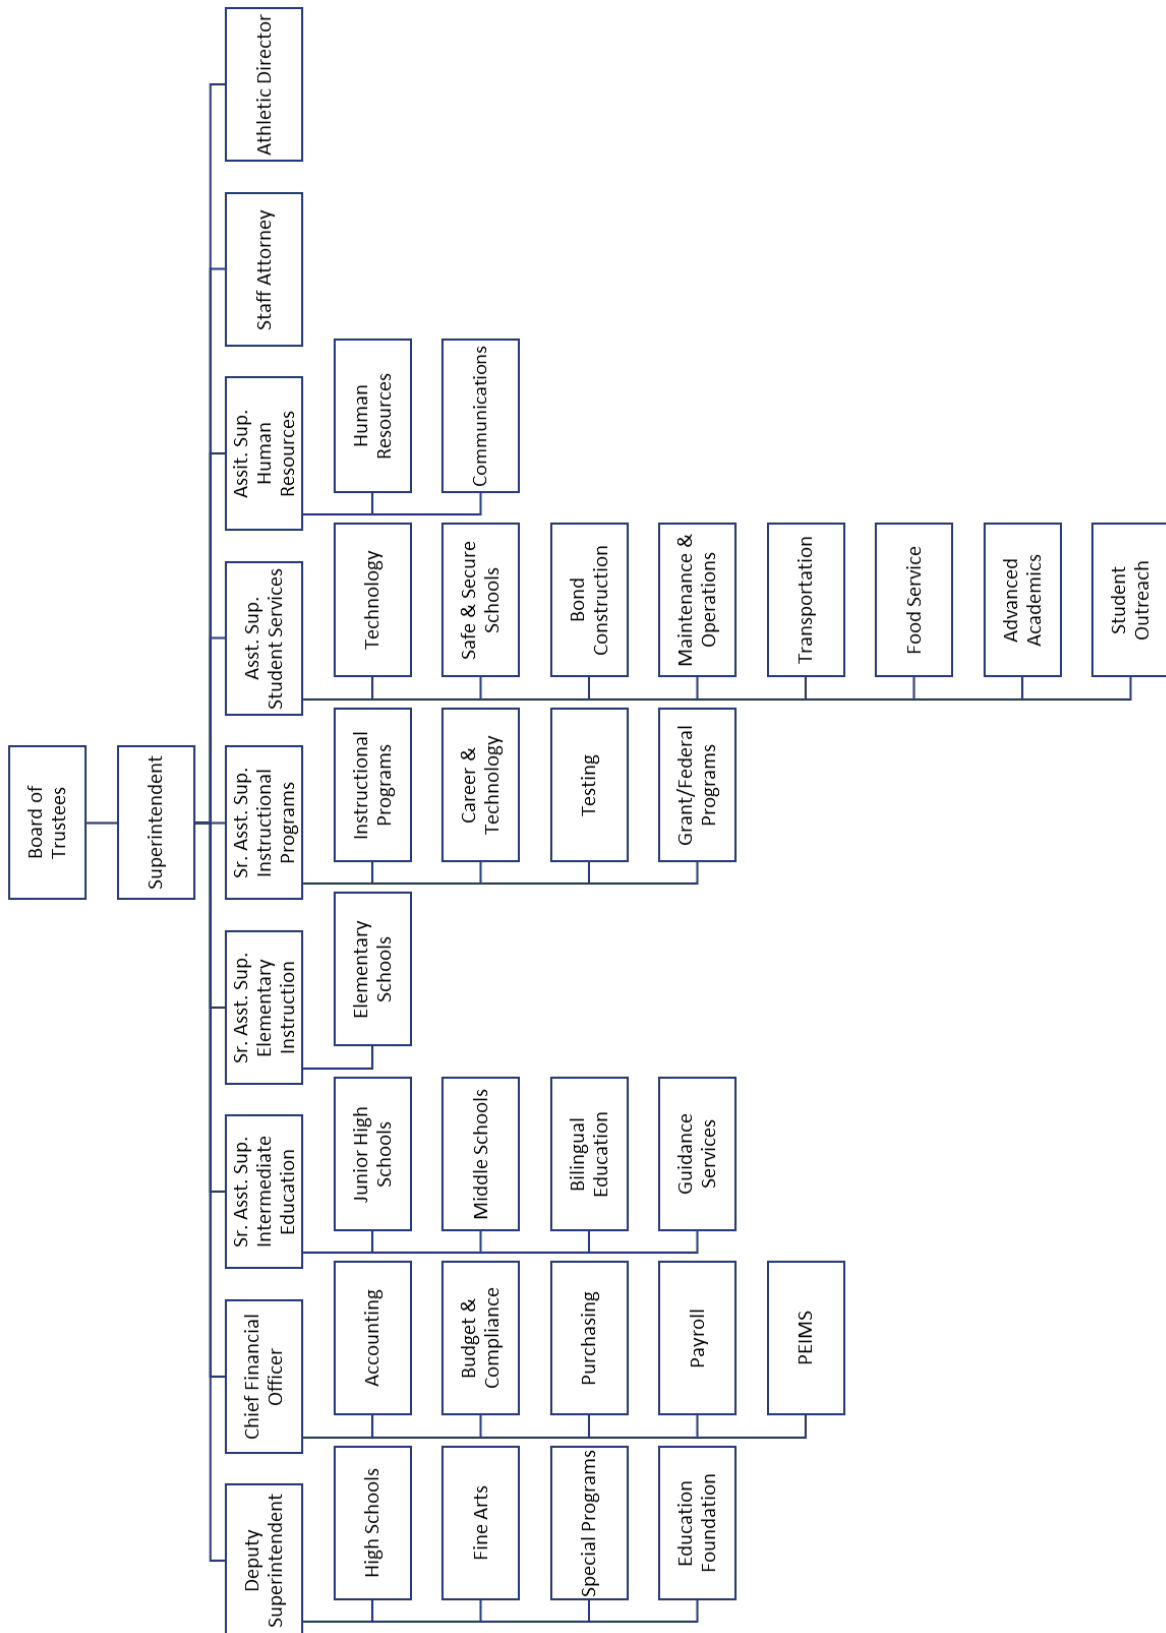 Board of
Trustees
Superintendent
Deputy
Superintendent
High Schools
Fine Arts
Special Programs
Education
Foundation
Chief Financial
Officer
Accounting
Budget &
Compliance
Purchasing
Payroll
PEIMS
Sr. Asst. Sup.
Intermediate
Education
Junior High
Schools
Middle Schools
Bilingual
Education
Guidance
Services
Sr. Asst. Sup.
Elementary
Instruction
Elementary
Schools
Sr. Asst. Sup.
Instructional
Programs
Instructional
Programs
Career &
Technology
Testing
Grant/Federal
Programs
Asst. Sup.
Student Services
Technology
Safe & Secure
Schools
Bond
Construction
Maintenance &
Operations
Transportation
Food Service
Advanced
Academics
Student
Outreach
Assit. Sup.
Human
Resources
Human
Resources
Communications
Staff Attorney
Athletic Director